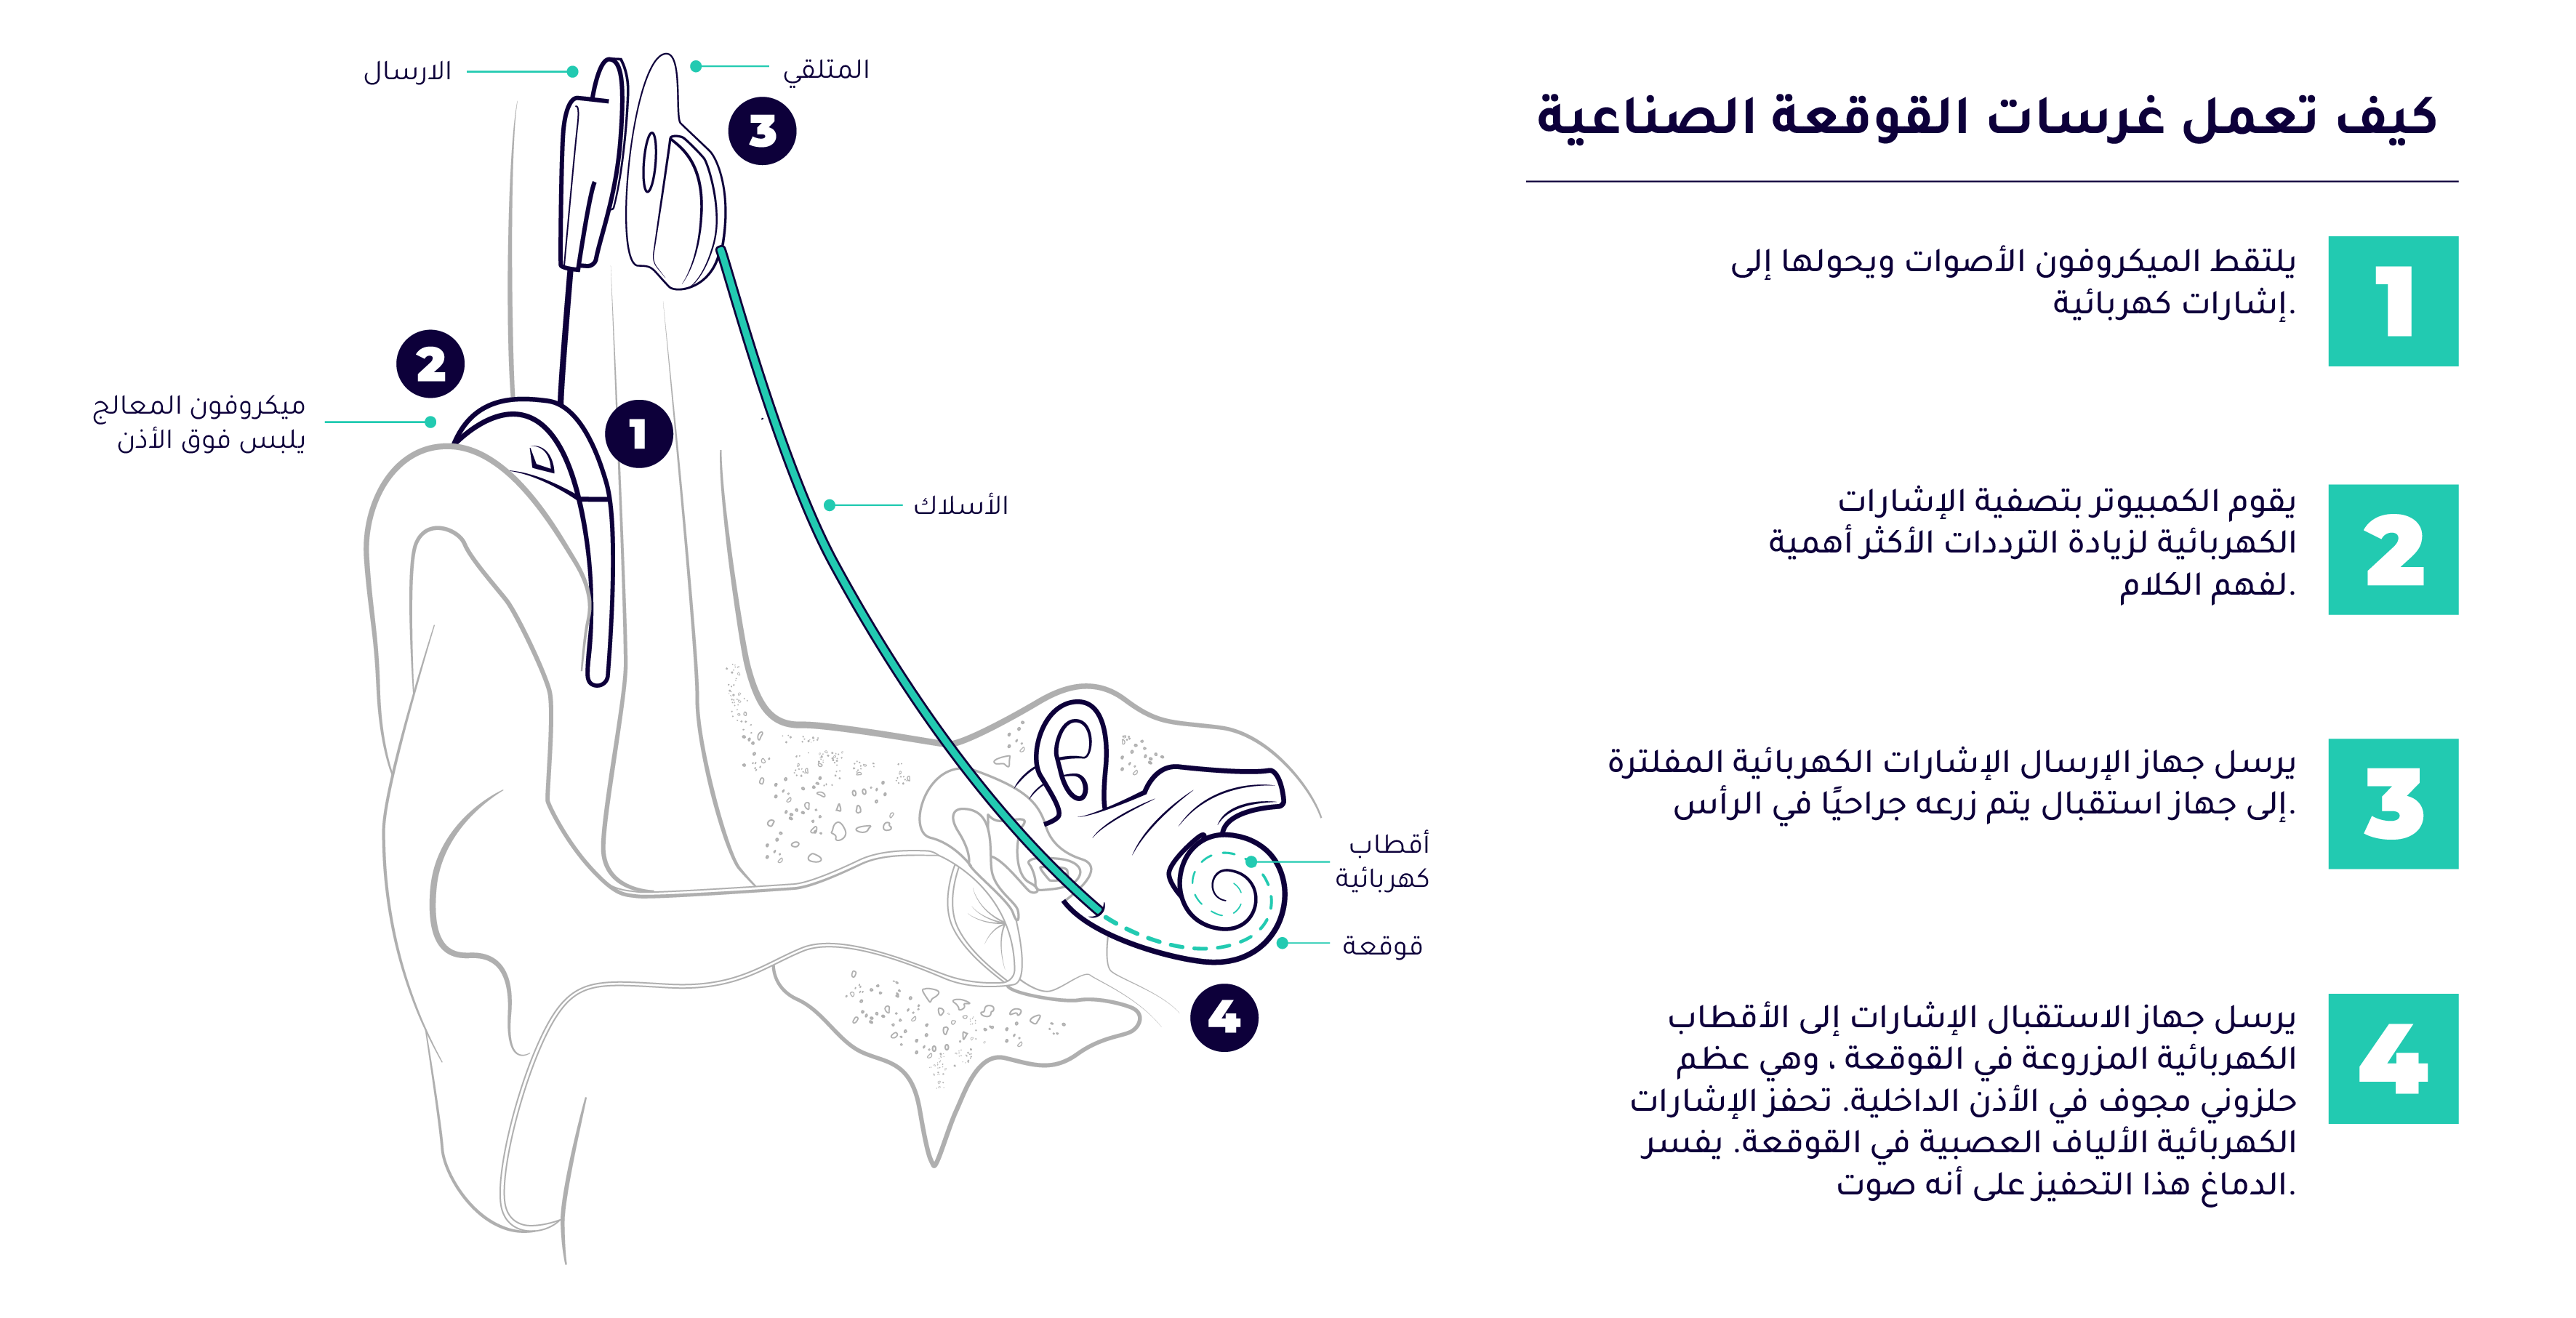 كيف تعمل غرسات القوقعة الصناعية
1
يلتقط الميكروفون الأصوات ويحولها إلى
إشارات كهربائية.
2
يقوم الكمبيوتر بتصفية الإشارات
الكهربائية لزيادة الترددات الأكثر أهمية
لفهم الكلام.
3
يرسل جهاز الإرسال الإشارات الكهربائية المفلترة
إلى جهاز استقبال يتم زرعه جراحيًا في الرأس.
4
يرسل جهاز الاستقبال الإشارات إلى الأقطاب
الكهربائية المزروعة في القوقعة ، وهي عظم
حلزوني مجوف في الأذن الداخلية. تحفز الإشارات
الكهربائية الألياف العصبية في القوقعة. يفسر
الدماغ هذا التحفيز على أنه صوت.
المتلقي
الارسال
3
2
ميكروفون المعالج
يلبس فوق الأذن
1
الأسلاك
أقطاب
كهربائية
قوقعة
4